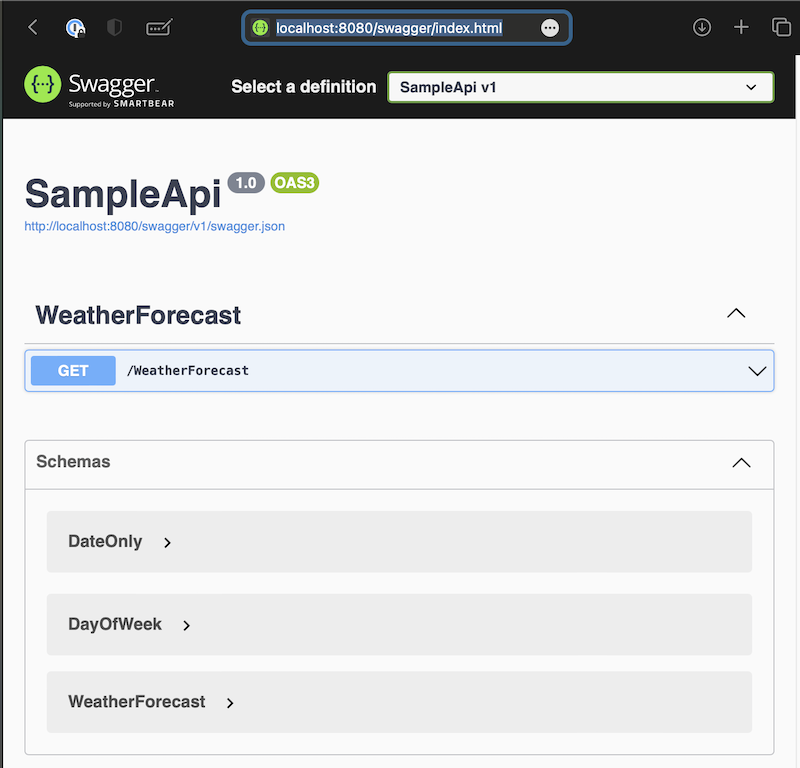 localhost:8080/swagger/index.html
Swagger
Supported by SMARTBEAR
Select a definition
SampleApi v1
SampleApi 1.0 OAS3
http://localhost:8080/swagger/v1/swagger.json
WeatherForecast
GET /WeatherForecast
Schemas
DateOnly
DayOfWeek
WeatherForecast